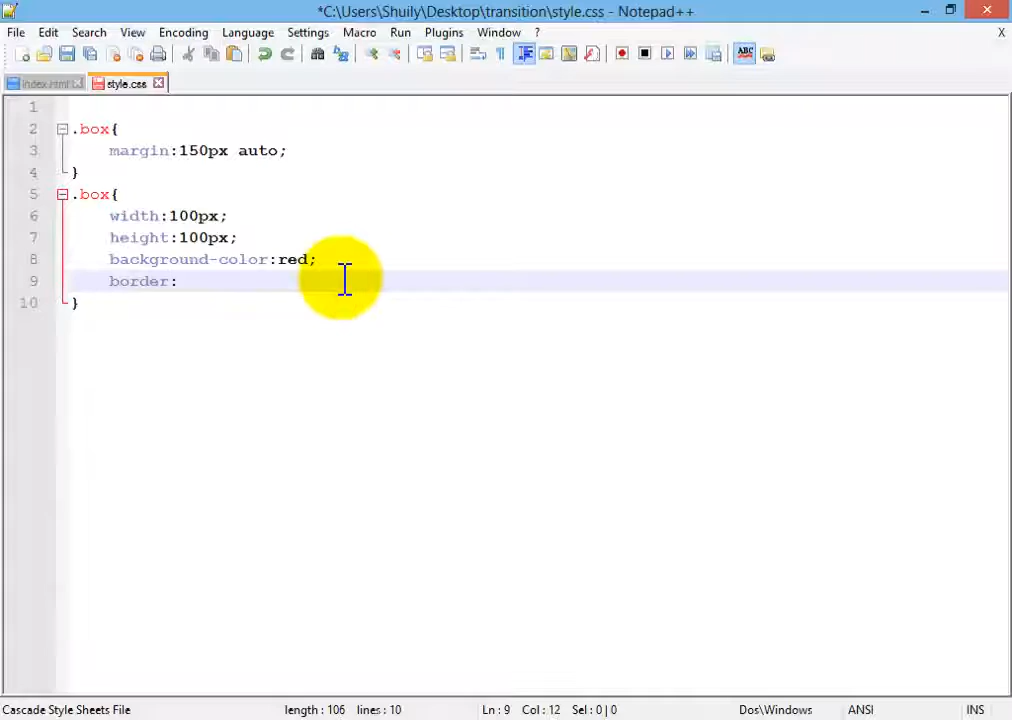 *C:\Users\Shuily\Desktop\transition\style.css - Notepad++
File Edit Search View Encoding Language Settings Macro Run Plugins Window ? X
ABC
index.html style.css
1
2 .box{
3 margin:150px auto;
4 }
5 .box{
6 width:100px;
7 height:100px;
8 background-color:red;
9 border:
10 }
Cascade Style Sheets File length : 106 lines : 10 Ln : 9 Col : 12 Sel : 0 | 0 Dos\Windows ANSI INS